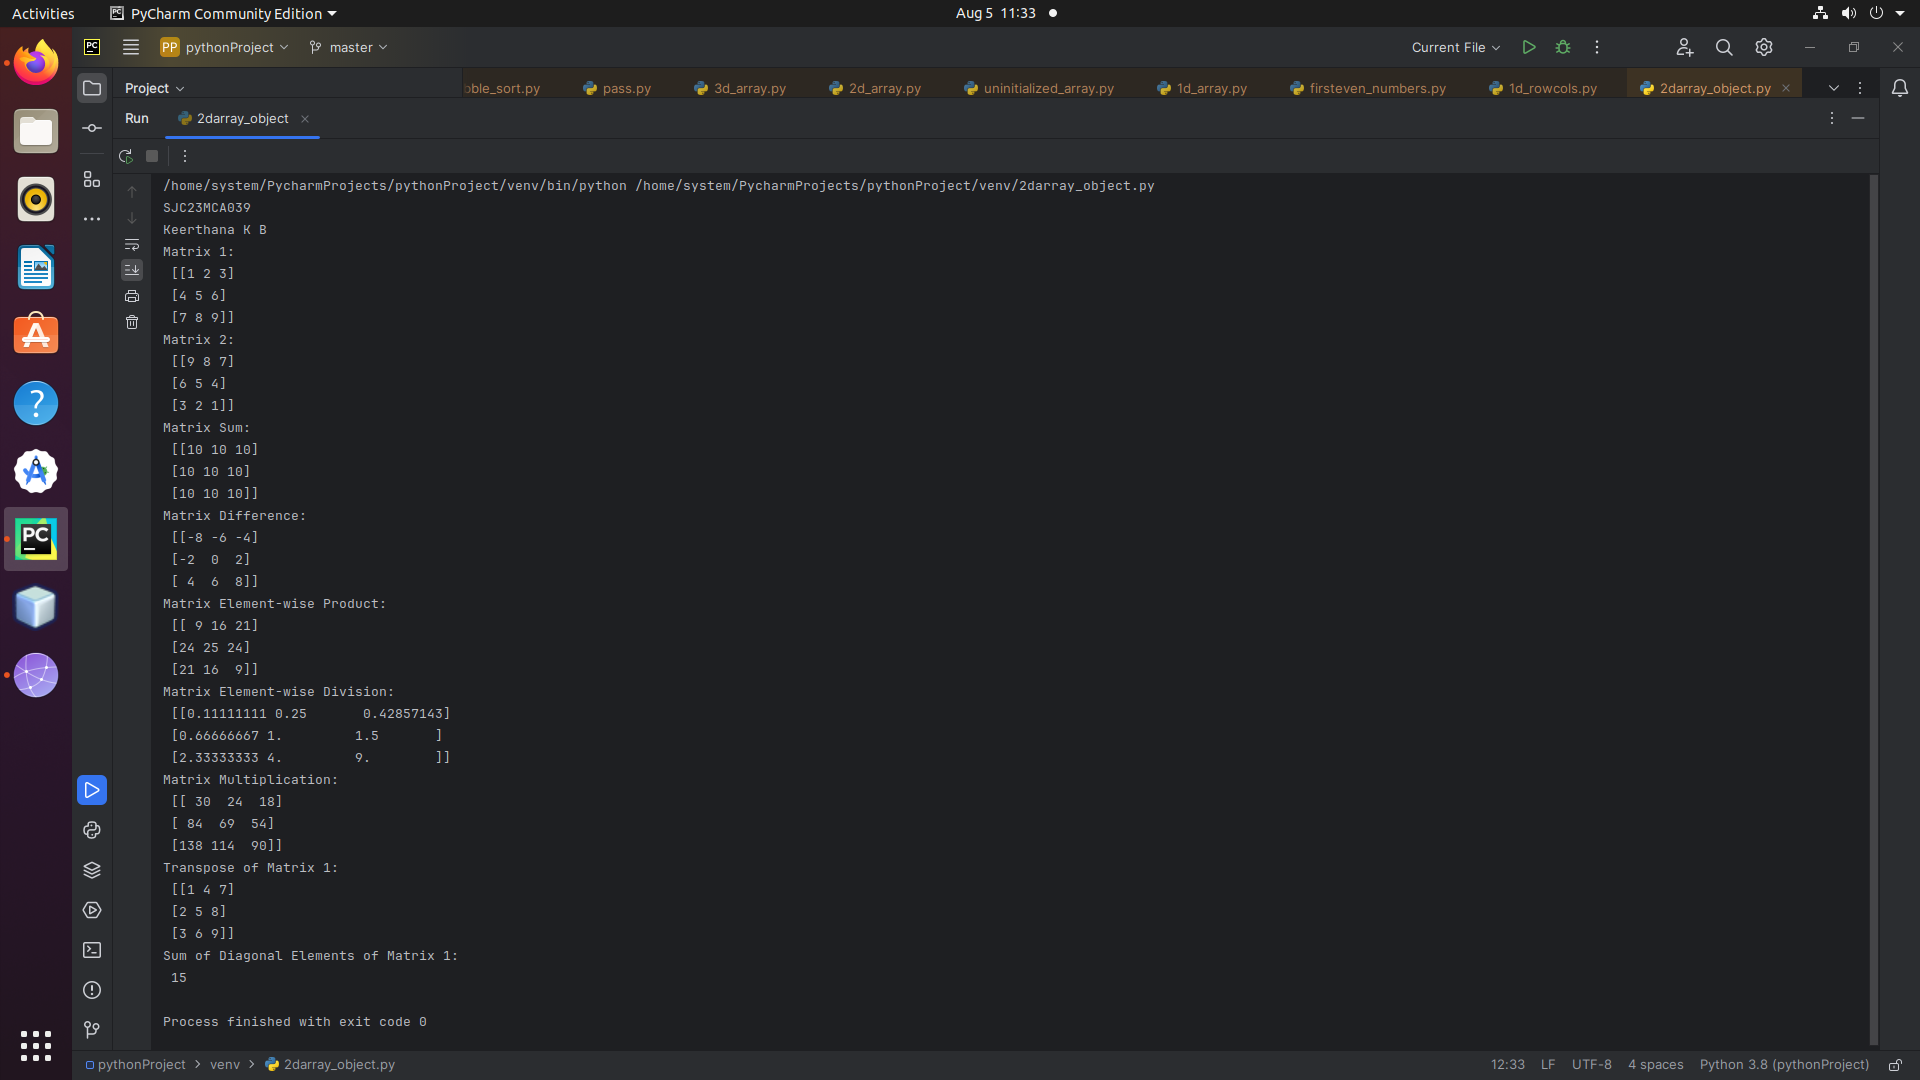 Activities PyCharm Community Edition Aug 5 11:33
PC PP pythonProject master Current File
Project bble_sort.py pass.py 3d_array.py 2d_array.py uninitialized_array.py 1d_array.py firsteven_numbers.py 1d_rowcols.py 2darray_object.py
Run 2darray_object
/home/system/PycharmProjects/pythonProject/venv/bin/python /home/system/PycharmProjects/pythonProject/venv/2darray_object.py
SJC23MCA039
Keerthana K B
Matrix 1:
[[1 2 3]
[4 5 6]
[7 8 9]]
Matrix 2:
[[9 8 7]
[6 5 4]
[3 2 1]]
Matrix Sum:
[[10 10 10]
[10 10 10]
[10 10 10]]
Matrix Difference:
[[-8 -6 -4]
[-2  0  2]
[ 4  6  8]]
Matrix Element-wise Product:
[[ 9 16 21]
[24 25 24]
[21 16  9]]
Matrix Element-wise Division:
[[0.11111111 0.25       0.42857143]
[0.66666667 1.         1.5       ]
[2.33333333 4.         9.        ]]
Matrix Multiplication:
[[ 30  24  18]
[ 84  69  54]
[138 114  90]]
Transpose of Matrix 1:
[[1 4 7]
[2 5 8]
[3 6 9]]
Sum of Diagonal Elements of Matrix 1:
15
Process finished with exit code 0
pythonProject > venv > 2darray_object.py 12:33 LF UTF-8 4 spaces Python 3.8 (pythonProject)